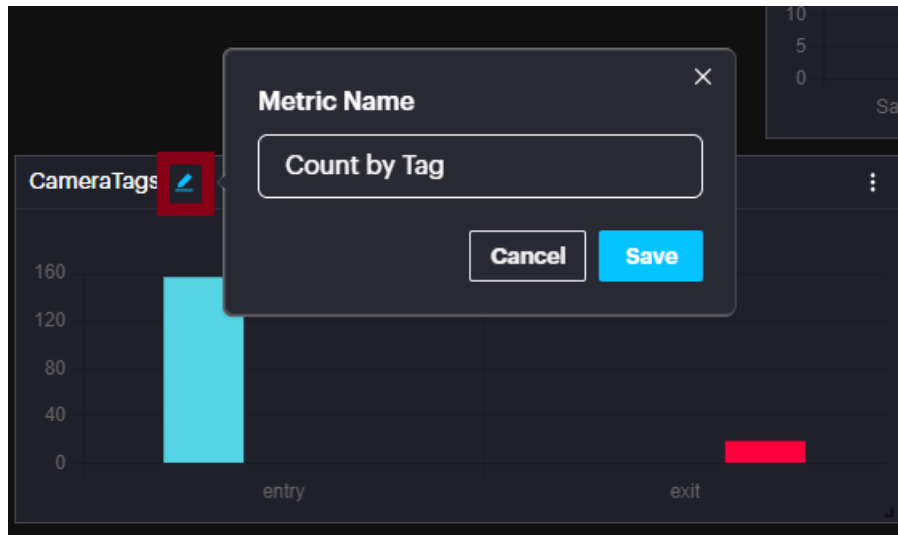 10
5
0
Sa
Metric Name
Count by Tag
Cancel Save
CameraTags
160
120
80
40
0
entry exit